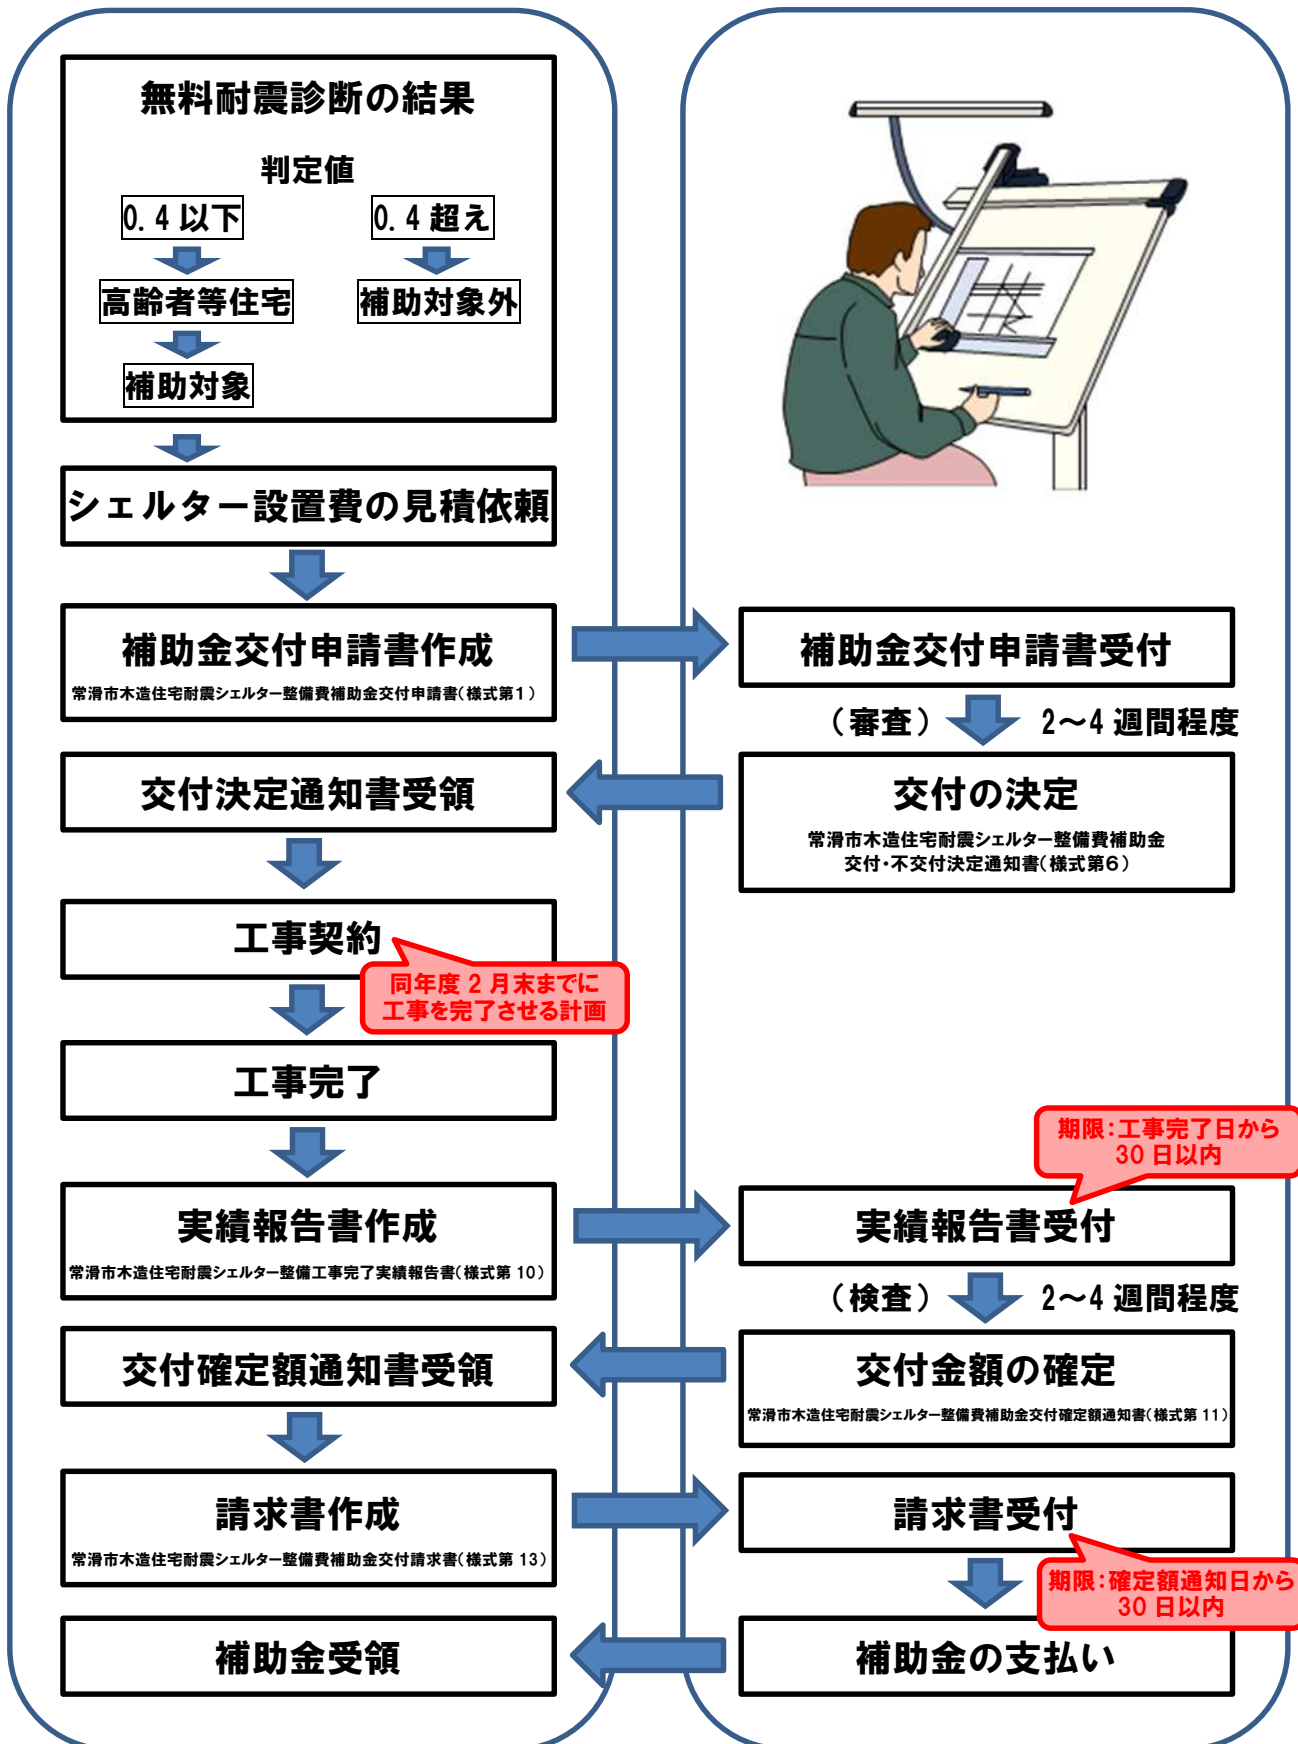 無料耐震診断の結果
判定値
0.4以下
0.4超え
高齢者等住宅
補助対象外
補助対象
シェルター設置費の見積依頼
補助金交付申請書作成
常滑市木造住宅耐震シェルター整備費補助金交付申請書(様式第1)
補助金交付申請書受付
(審査)
2～4週間程度
交付決定通知書受領
交付の決定
常滑市木造住宅耐震シェルター整備費補助金
交付・不交付決定通知書(様式第6)
工事契約
同年度2月末までに
工事を完了させる計画
工事完了
期限:工事完了日から
30日以内
実績報告書作成
常滑市木造住宅耐震シェルター整備工事完了実績報告書(様式第10)
実績報告書受付
(検査)
2～4週間程度
交付確定額通知書受領
交付金額の確定
常滑市木造住宅耐震シェルター整備費補助金交付確定額通知書(様式第11)
請求書作成
常滑市木造住宅耐震シェルター整備費補助金交付請求書(様式第13)
請求書受付
期限:確定額通知日から
30日以内
補助金受領
補助金の支払い